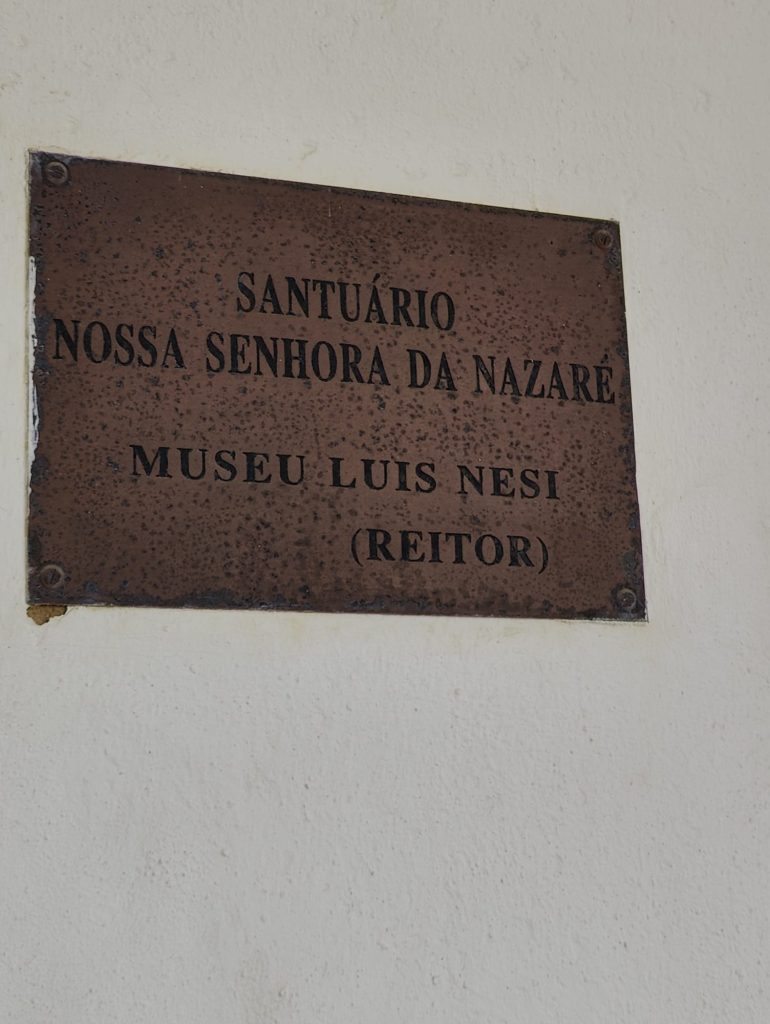 SANTUÁRIO
NOSSA SENHORA DA NAZARÉ
MUSEU LUIS NESI
(REITOR)